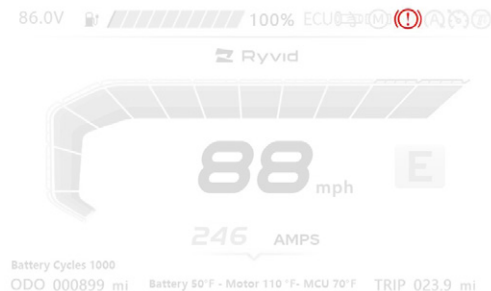 86.0V 100% ECU M A
Ryvid
88 mph E
246 AMPS
Battery Cycles 1000
ODO 000899 mi Battery 50°F - Motor 110 °F- MCU 70°F TRIP 023.9 mi